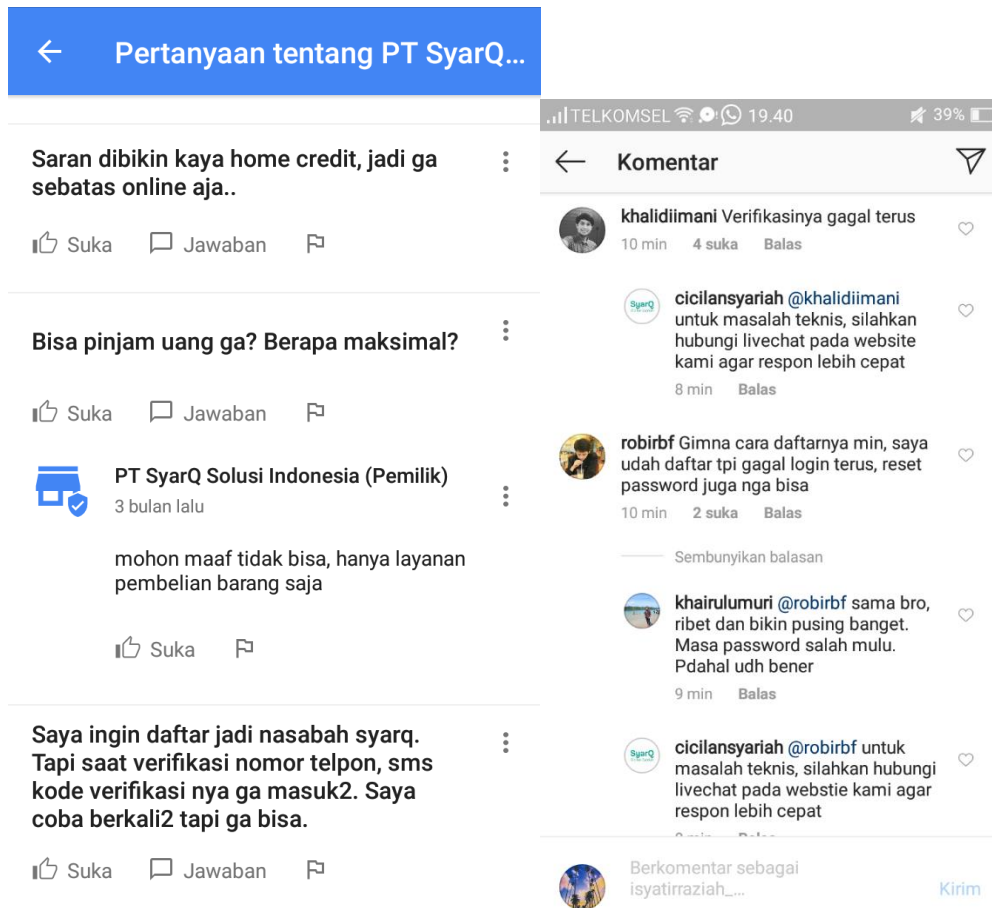 Pertanyaan tentang PT SyarQ...
Saran dibikin kaya home credit, jadi ga
sebatas online aja..
Suka Jawaban
Bisa pinjam uang ga? Berapa maksimal?
Suka Jawaban
PT SyarQ Solusi Indonesia (Pemilik)
3 bulan lalu
mohon maaf tidak bisa, hanya layanan
pembelian barang saja
Suka
Saya ingin daftar jadi nasabah syarq.
Tapi saat verifikasi nomor telpon, sms
kode verifikasi nya ga masuk2. Saya
coba berkali2 tapi ga bisa.
Suka Jawaban
TELKOMSEL 19.40 39%
Komentar
khalidiimani Verifikasinya gagal terus
10 min 4 suka Balas
SyarQ
cicilansyariah @khalidiimani
untuk masalah teknis, silahkan
hubungi livechat pada website
kami agar respon lebih cepat
8 min Balas
robirbf Gimna cara daftarnya min, saya
udah daftar tpi gagal login terus, reset
password juga nga bisa
10 min 2 suka Balas
Sembunyikan balasan
khairulumuri @robirbf sama bro,
ribet dan bikin pusing banget.
Masa password salah mulu.
Pdahal udh bener
9 min Balas
SyarQ
cicilansyariah @robirbf untuk
masalah teknis, silahkan hubungi
livechat pada webstie kami agar
respon lebih cepat
Berkomentar sebagai
isyatirraziah_...
Kirim